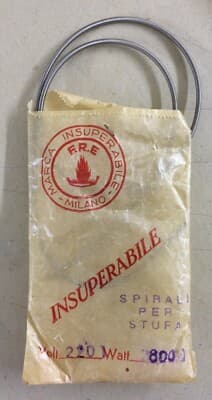 MARCA INSUPERABILE
F.R.E
- MILANO -
INSUPERABILE
SPIRALI
PER
STUFA
Volt 220 Watt 800